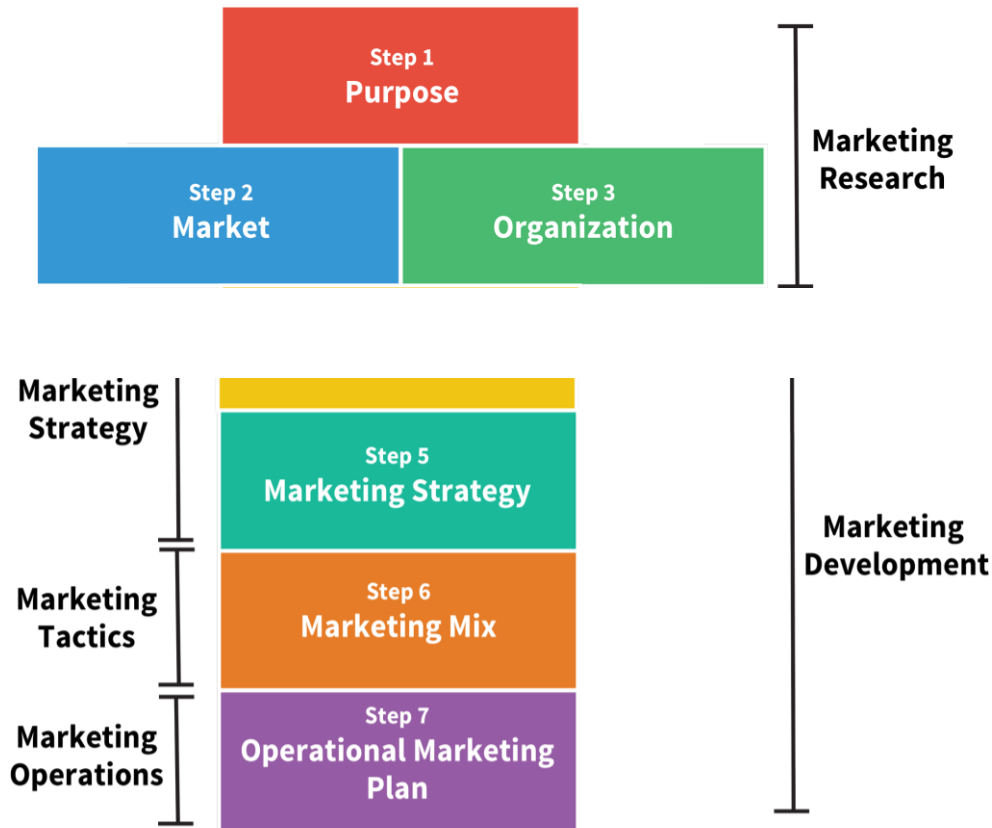 Step 1
Purpose
Marketing
Research
Step 2
Market
Step 3
Organization
Marketing
Strategy
Step 5
Marketing Strategy
Marketing
Development
Step 6
Marketing Mix
Marketing
Tactics
Step 7
Operational Marketing
Plan
Marketing
Operations